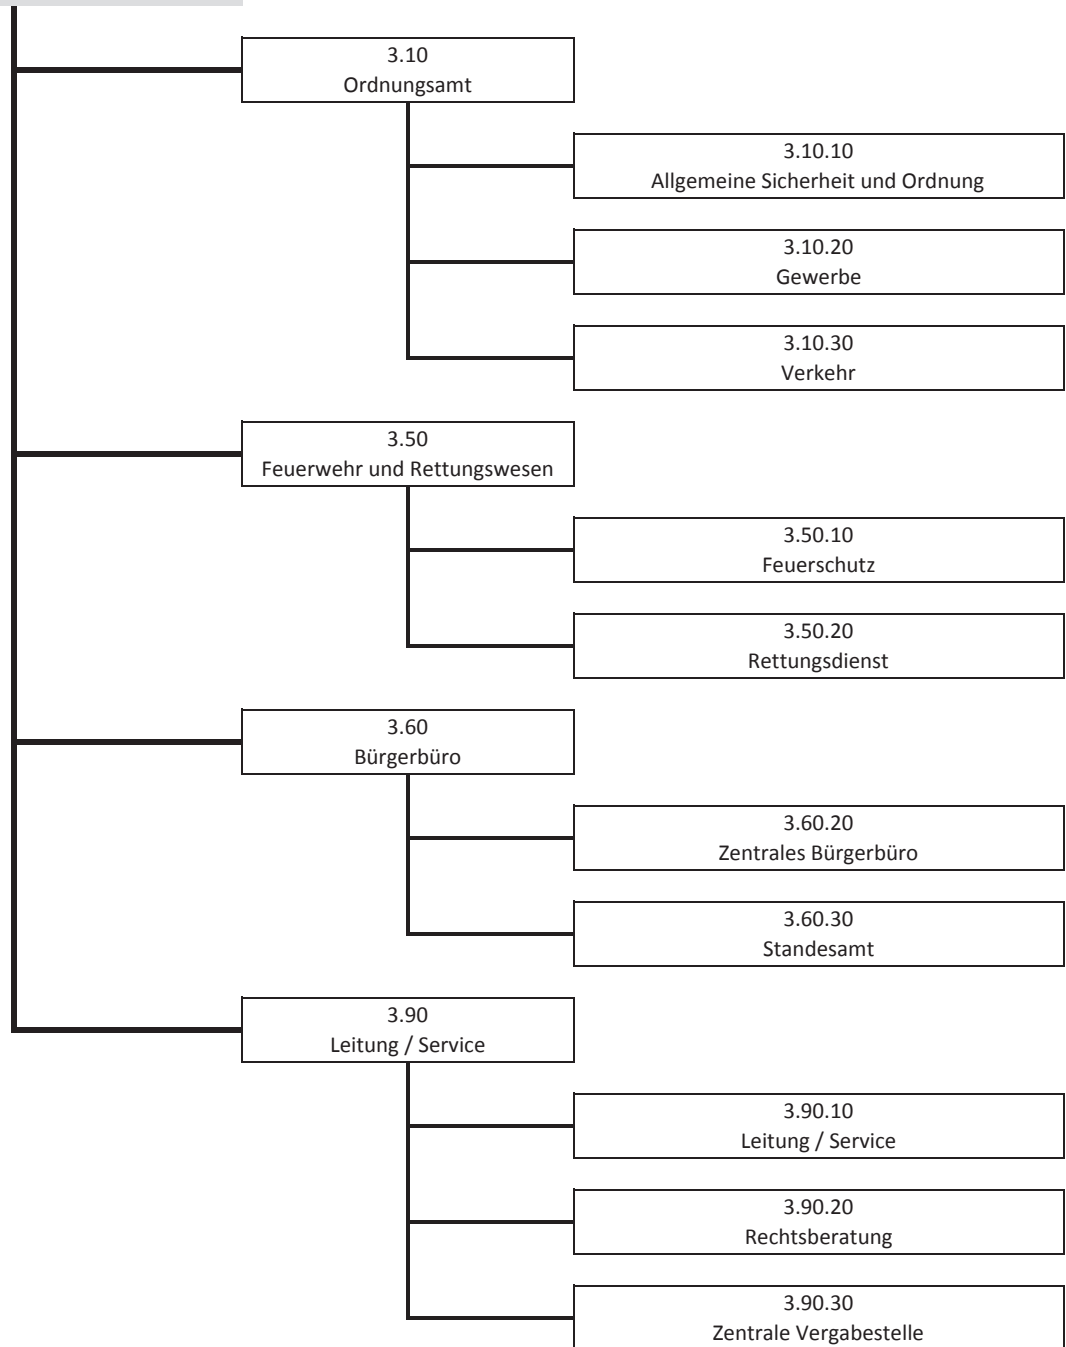 3.10
Ordnungsamt
3.10.10
Allgemeine Sicherheit und Ordnung
3.10.20
Gewerbe
3.10.30
Verkehr
3.50
Feuerwehr und Rettungswesen
3.50.10
Feuerschutz
3.50.20
Rettungsdienst
3.60
Bürgerbüro
3.60.20
Zentrales Bürgerbüro
3.60.30
Standesamt
3.90
Leitung / Service
3.90.10
Leitung / Service
3.90.20
Rechtsberatung
3.90.30
Zentrale Vergabestelle